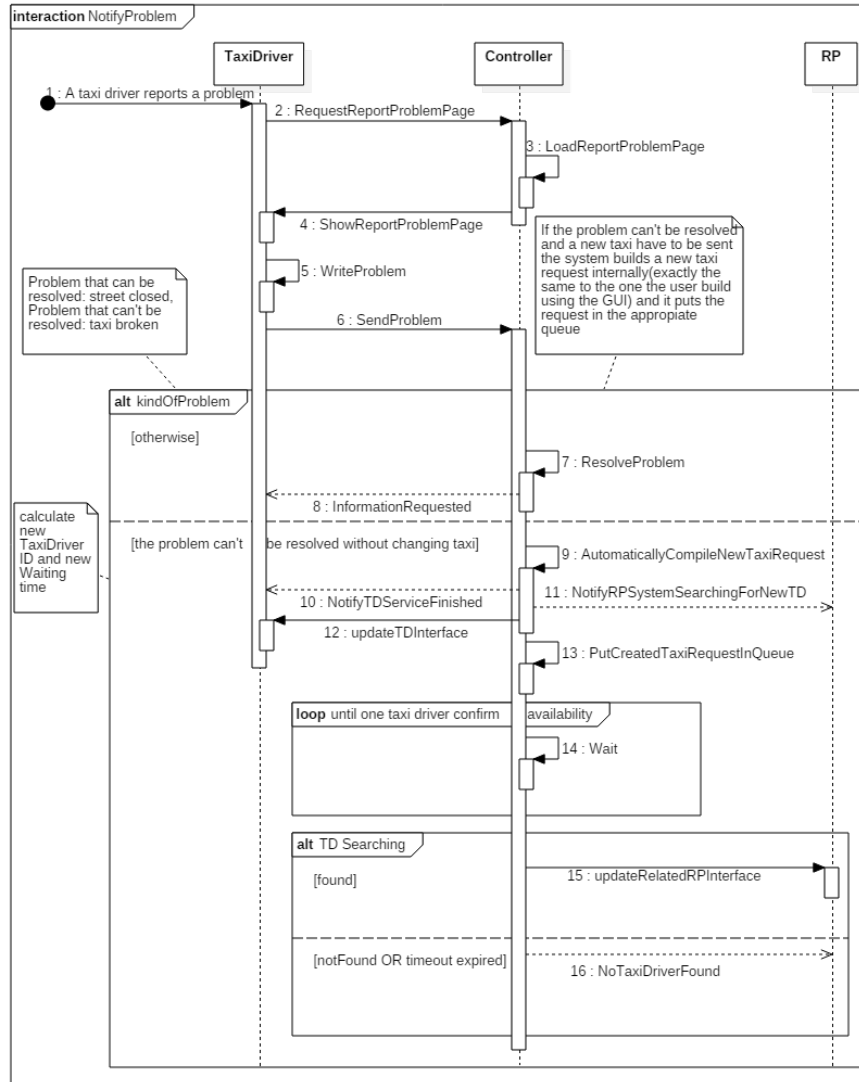 interaction NotifyProblem
TaxiDriver
Controller
RP
1 : A taxi driver reports a problem
2 : RequestReportProblemPage
3 : LoadReportProblemPage
4 : ShowReportProblemPage
If the problem can't be resolved
and a new taxi have to be sent
the system builds a new taxi
request internally(exactly the
same to the one the user build
using the GUI) and it puts the
request in the appropiate
queue
5 : WriteProblem
Problem that can be
resolved: street closed,
Problem that can't be
resolved: taxi broken
6 : SendProblem
alt kindOfProblem
[otherwise]
7 : ResolveProblem
8 : InformationRequested
calculate
new
TaxiDriver
ID and new
Waiting
time
[the problem can't be resolved without changing taxi]
9 : AutomaticallyCompileNewTaxiRequest
10 : NotifyTDServiceFinished
11 : NotifyRPSystemSearchingForNewTD
12 : updateTDInterface
13 : PutCreatedTaxiRequestInQueue
loop until one taxi driver confirm availability
14 : Wait
alt TD Searching
[found]
15 : updateRelatedRPInterface
[notFound OR timeout expired]
16 : NoTaxiDriverFound